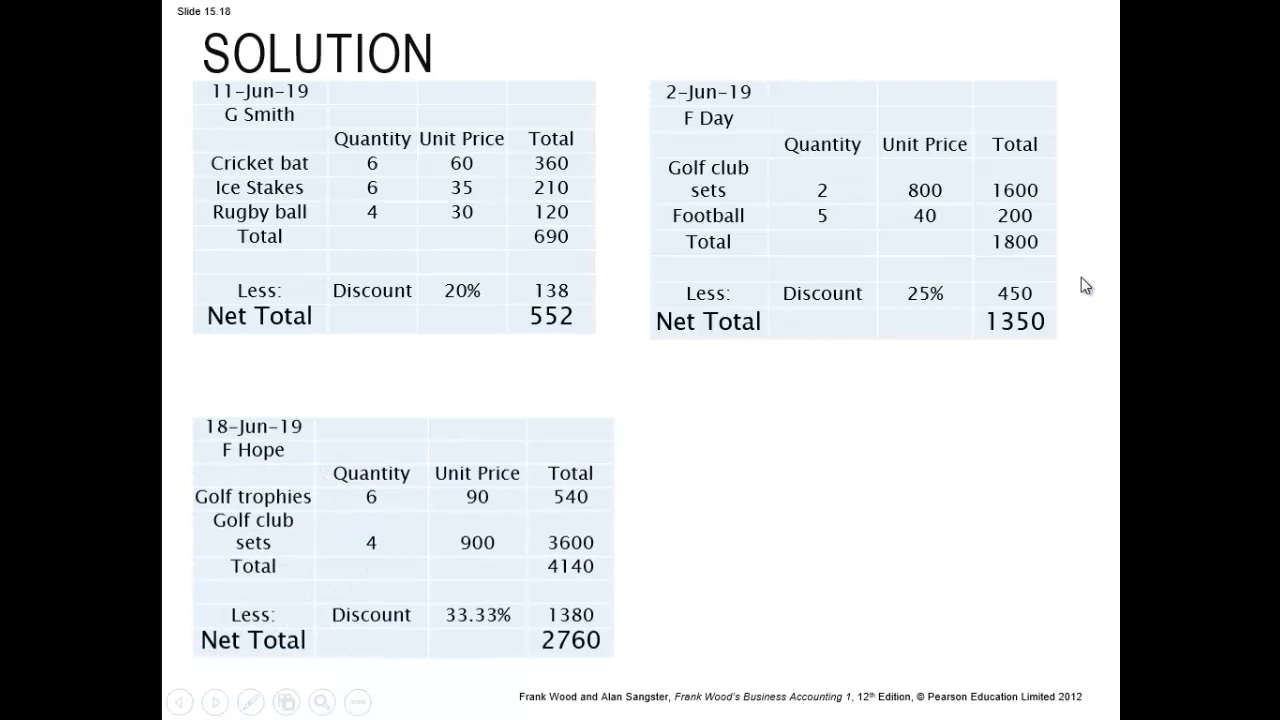 Slide 15.18
SOLUTION
11-Jun-19
G Smith
Quantity Unit Price Total
Cricket bat 6 60 360
Ice Stakes 6 35 210
Rugby ball 4 30 120
Total 690
Less: Discount 20% 138
Net Total 552
2-Jun-19
F Day
Quantity Unit Price Total
Golf club
sets 2 800 1600
Football 5 40 200
Total 1800
Less: Discount 25% 450
Net Total 1350
18-Jun-19
F Hope
Quantity Unit Price Total
Golf trophies 6 90 540
Golf club
sets 4 900 3600
Total 4140
Less: Discount 33.33% 1380
Net Total 2760
Frank Wood and Alan Sangster, Frank Wood's Business Accounting 1, 12th Edition, © Pearson Education Limited 2012